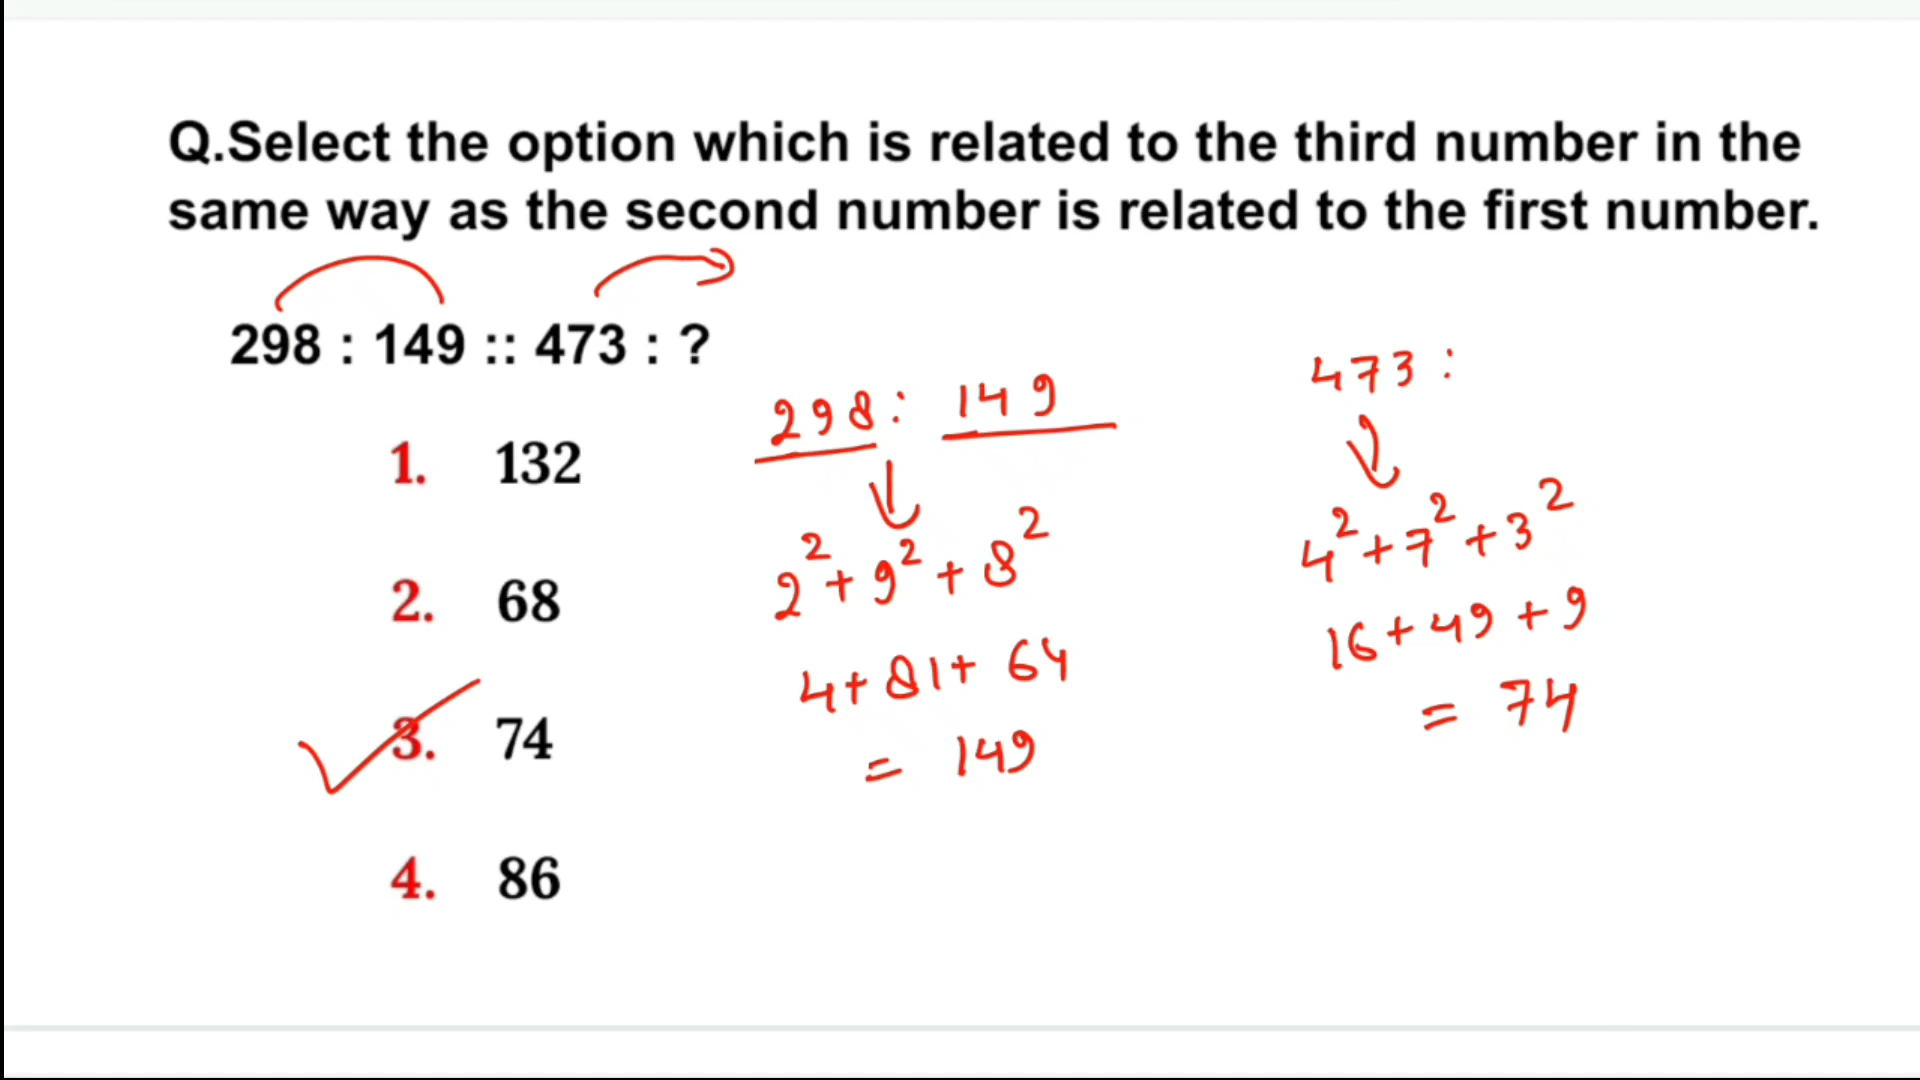 Q.Select the option which is related to the third number in the
same way as the second number is related to the first number.
298 : 149 :: 473 : ?
1. 132
2. 68
3. 74
4. 86
298 : 149
2² + 9² + 8²
4 + 81 + 64
= 149
473 :
4² + 7² + 3²
16 + 49 + 9
= 74